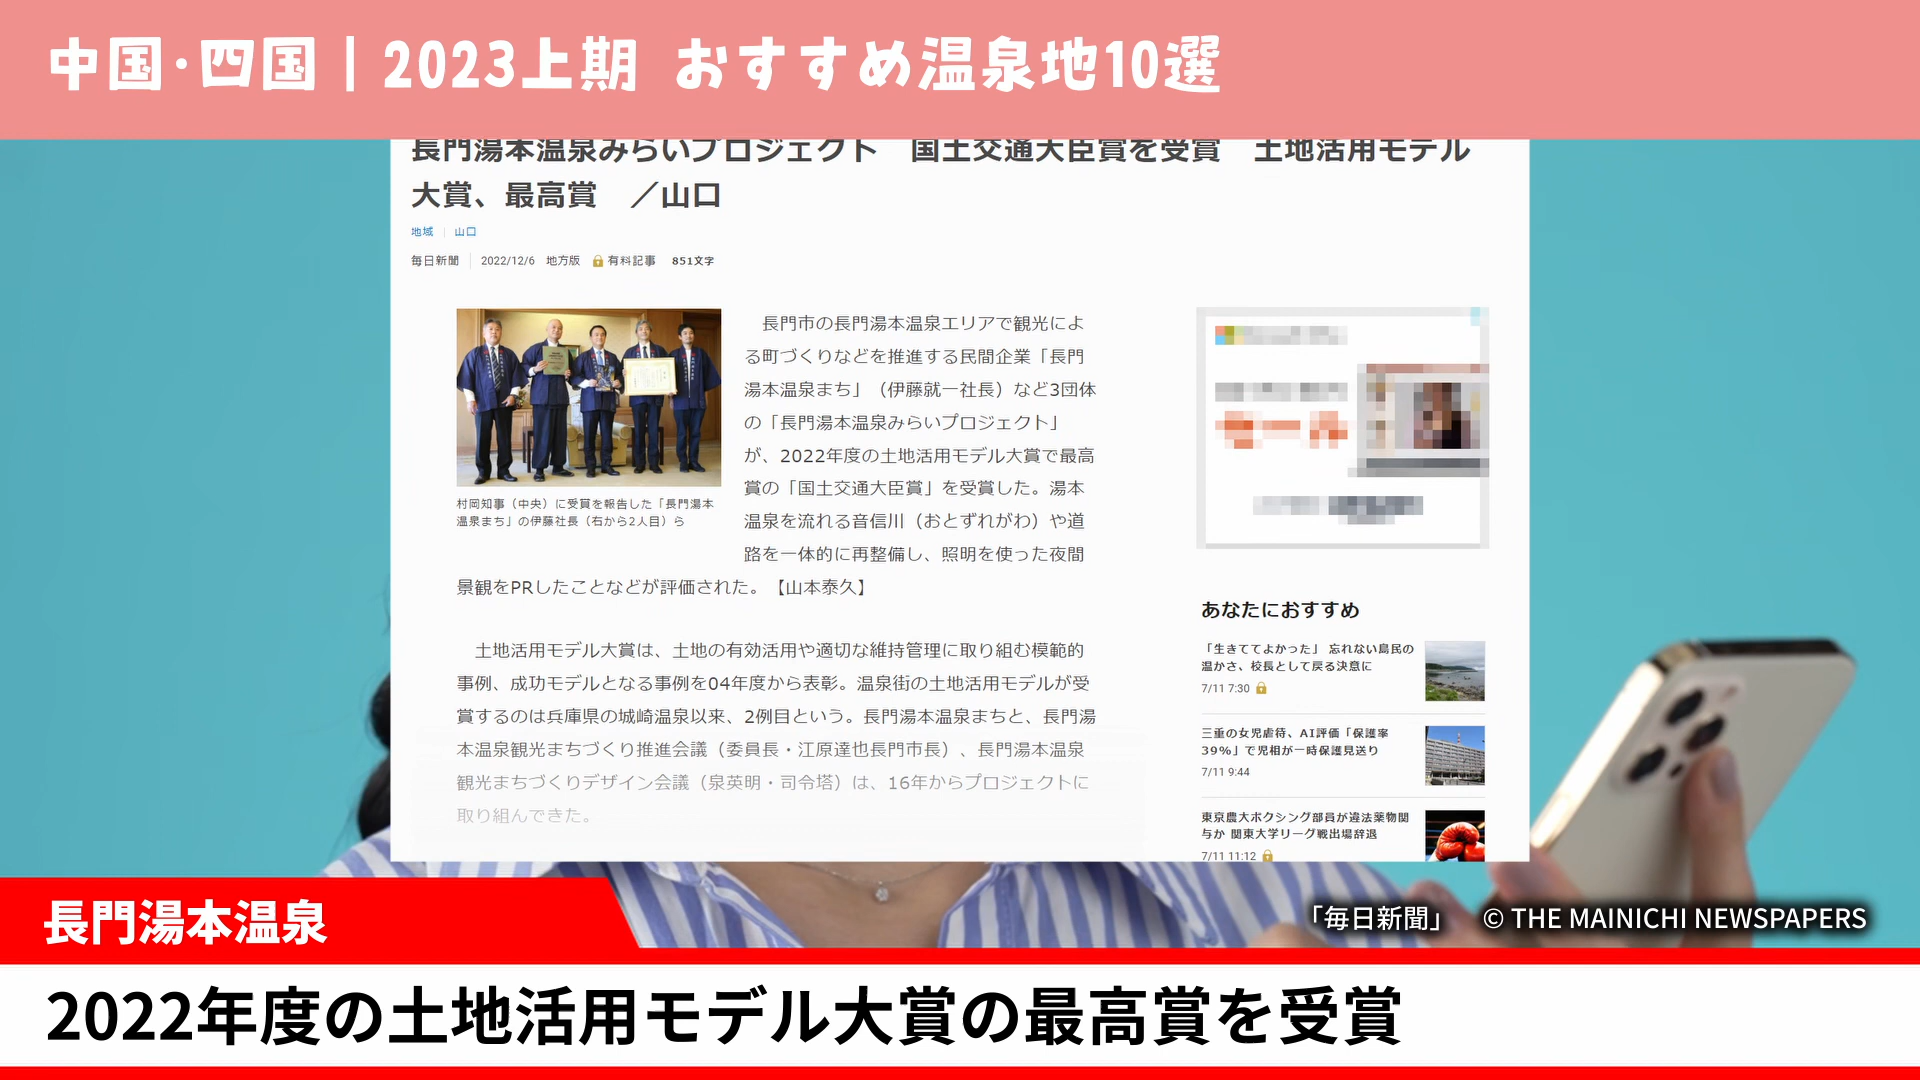 中国·四国｜2023上期 おすすめ温泉地10選
長門湯本温泉みらいプロジェクト　国土交通大臣賞を受賞　土地活用モデル
大賞、最高賞　／山口
地域 | 山口
毎日新聞 | 2022/12/6 地方版 有料記事 851文字
長門市の長門湯本温泉エリアで観光によ
る町づくりなどを推進する民間企業「長門
湯本温泉まち」（伊藤就一社長）など3団体
の「長門湯本温泉みらいプロジェクト」
が、2022年度の土地活用モデル大賞で最高
賞の「国土交通大臣賞」を受賞した。湯本
温泉を流れる音信川（おとずれがわ）や道
路を一体的に再整備し、照明を使った夜間
景観をPRしたことなどが評価された。【山本泰久】
村岡知事（中央）に受賞を報告した「長門湯本
温泉まち」の伊藤社長（右から2人目）ら
土地活用モデル大賞は、土地の有効活用や適切な維持管理に取り組む模範的
事例、成功モデルとなる事例を04年度から表彰。温泉街の土地活用モデルが受
賞するのは兵庫県の城崎温泉以来、2例目という。長門湯本温泉まちと、長門湯
本温泉観光まちづくり推進会議（委員長・江原達也長門市長）、長門湯本温泉
観光まちづくりデザイン会議（泉英明・司令塔）は、16年からプロジェクトに
取り組んできた。
あなたにおすすめ
「生きててよかった」 忘れない島民の
温かさ、校長として戻る決意に
7/11 7:30
三重の女児虐待、AI評価「保護率
39%」で児相が一時保護見送り
7/11 9:44
東京農大ボクシング部員が違法薬物関
与か 関東大学リーグ戦出場辞退
7/11 11:12
長門湯本温泉
「毎日新聞」 © THE MAINICHI NEWSPAPERS
2022年度の土地活用モデル大賞の最高賞を受賞